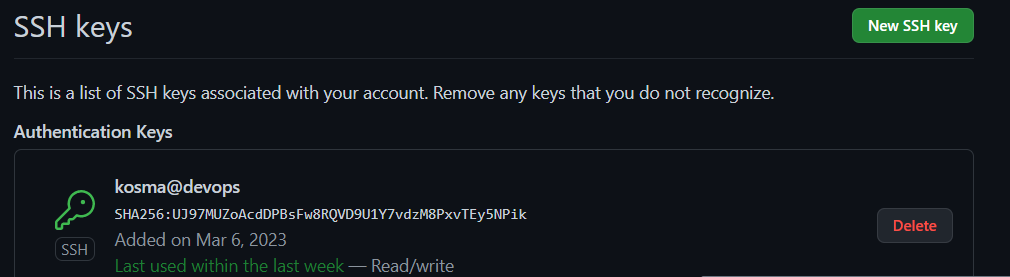 SSH keys
New SSH key
This is a list of SSH keys associated with your account. Remove any keys that you do not recognize.
Authentication Keys
kosma@devops
SHA256:UJ97MUZoAcdDPBsFw8RQVD9U1Y7vdzM8PxvTEy5NPik
Added on Mar 6, 2023
Last used within the last week — Read/write
SSH
Delete